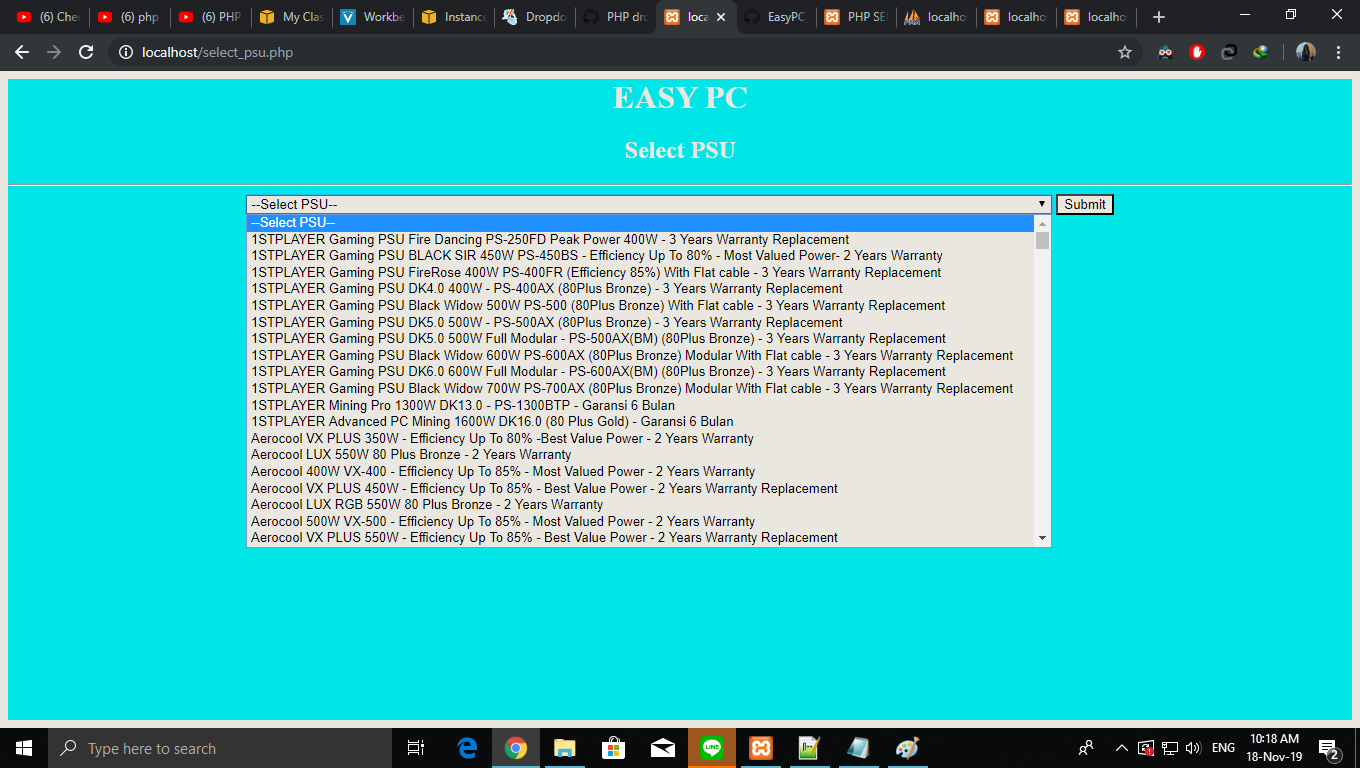 (6) Chec
(6) php
(6) PHP
My Clas
Workbe
Instance
Dropdo
PHP dro
loca
EasyPC_
PHP SE
localhos
localhos
localhos
localhost/select_psu.php
EASY PC
Select PSU
--Select PSU--
Submit
--Select PSU--
1STPLAYER Gaming PSU Fire Dancing PS-250FD Peak Power 400W - 3 Years Warranty Replacement
1STPLAYER Gaming PSU BLACK SIR 450W PS-450BS - Efficiency Up To 80% - Most Valued Power- 2 Years Warranty
1STPLAYER Gaming PSU FireRose 400W PS-400FR (Efficiency 85%) With Flat cable - 3 Years Warranty Replacement
1STPLAYER Gaming PSU DK4.0 400W - PS-400AX (80Plus Bronze) - 3 Years Warranty Replacement
1STPLAYER Gaming PSU Black Widow 500W PS-500 (80Plus Bronze) With Flat cable - 3 Years Warranty Replacement
1STPLAYER Gaming PSU DK5.0 500W - PS-500AX (80Plus Bronze) - 3 Years Warranty Replacement
1STPLAYER Gaming PSU DK5.0 500W Full Modular - PS-500AX(BM) (80Plus Bronze) - 3 Years Warranty Replacement
1STPLAYER Gaming PSU Black Widow 600W PS-600AX (80Plus Bronze) Modular With Flat cable - 3 Years Warranty Replacement
1STPLAYER Gaming PSU DK6.0 600W Full Modular - PS-600AX(BM) (80Plus Bronze) - 3 Years Warranty Replacement
1STPLAYER Gaming PSU Black Widow 700W PS-700AX (80Plus Bronze) Modular With Flat cable - 3 Years Warranty Replacement
1STPLAYER Mining Pro 1300W DK13.0 - PS-1300BTP - Garansi 6 Bulan
1STPLAYER Advanced PC Mining 1600W DK16.0 (80 Plus Gold) - Garansi 6 Bulan
Aerocool VX PLUS 350W - Efficiency Up To 80% -Best Value Power - 2 Years Warranty
Aerocool LUX 550W 80 Plus Bronze - 2 Years Warranty
Aerocool 400W VX-400 - Efficiency Up To 85% - Most Valued Power - 2 Years Warranty
Aerocool VX PLUS 450W - Efficiency Up To 85% - Best Value Power - 2 Years Warranty Replacement
Aerocool LUX RGB 550W 80 Plus Bronze - 2 Years Warranty
Aerocool 500W VX-500 - Efficiency Up To 85% - Most Valued Power - 2 Years Warranty
Aerocool VX PLUS 550W - Efficiency Up To 85% - Best Value Power - 2 Years Warranty Replacement
Type here to search
LINE
ENG
10:18 AM
18-Nov-19
2